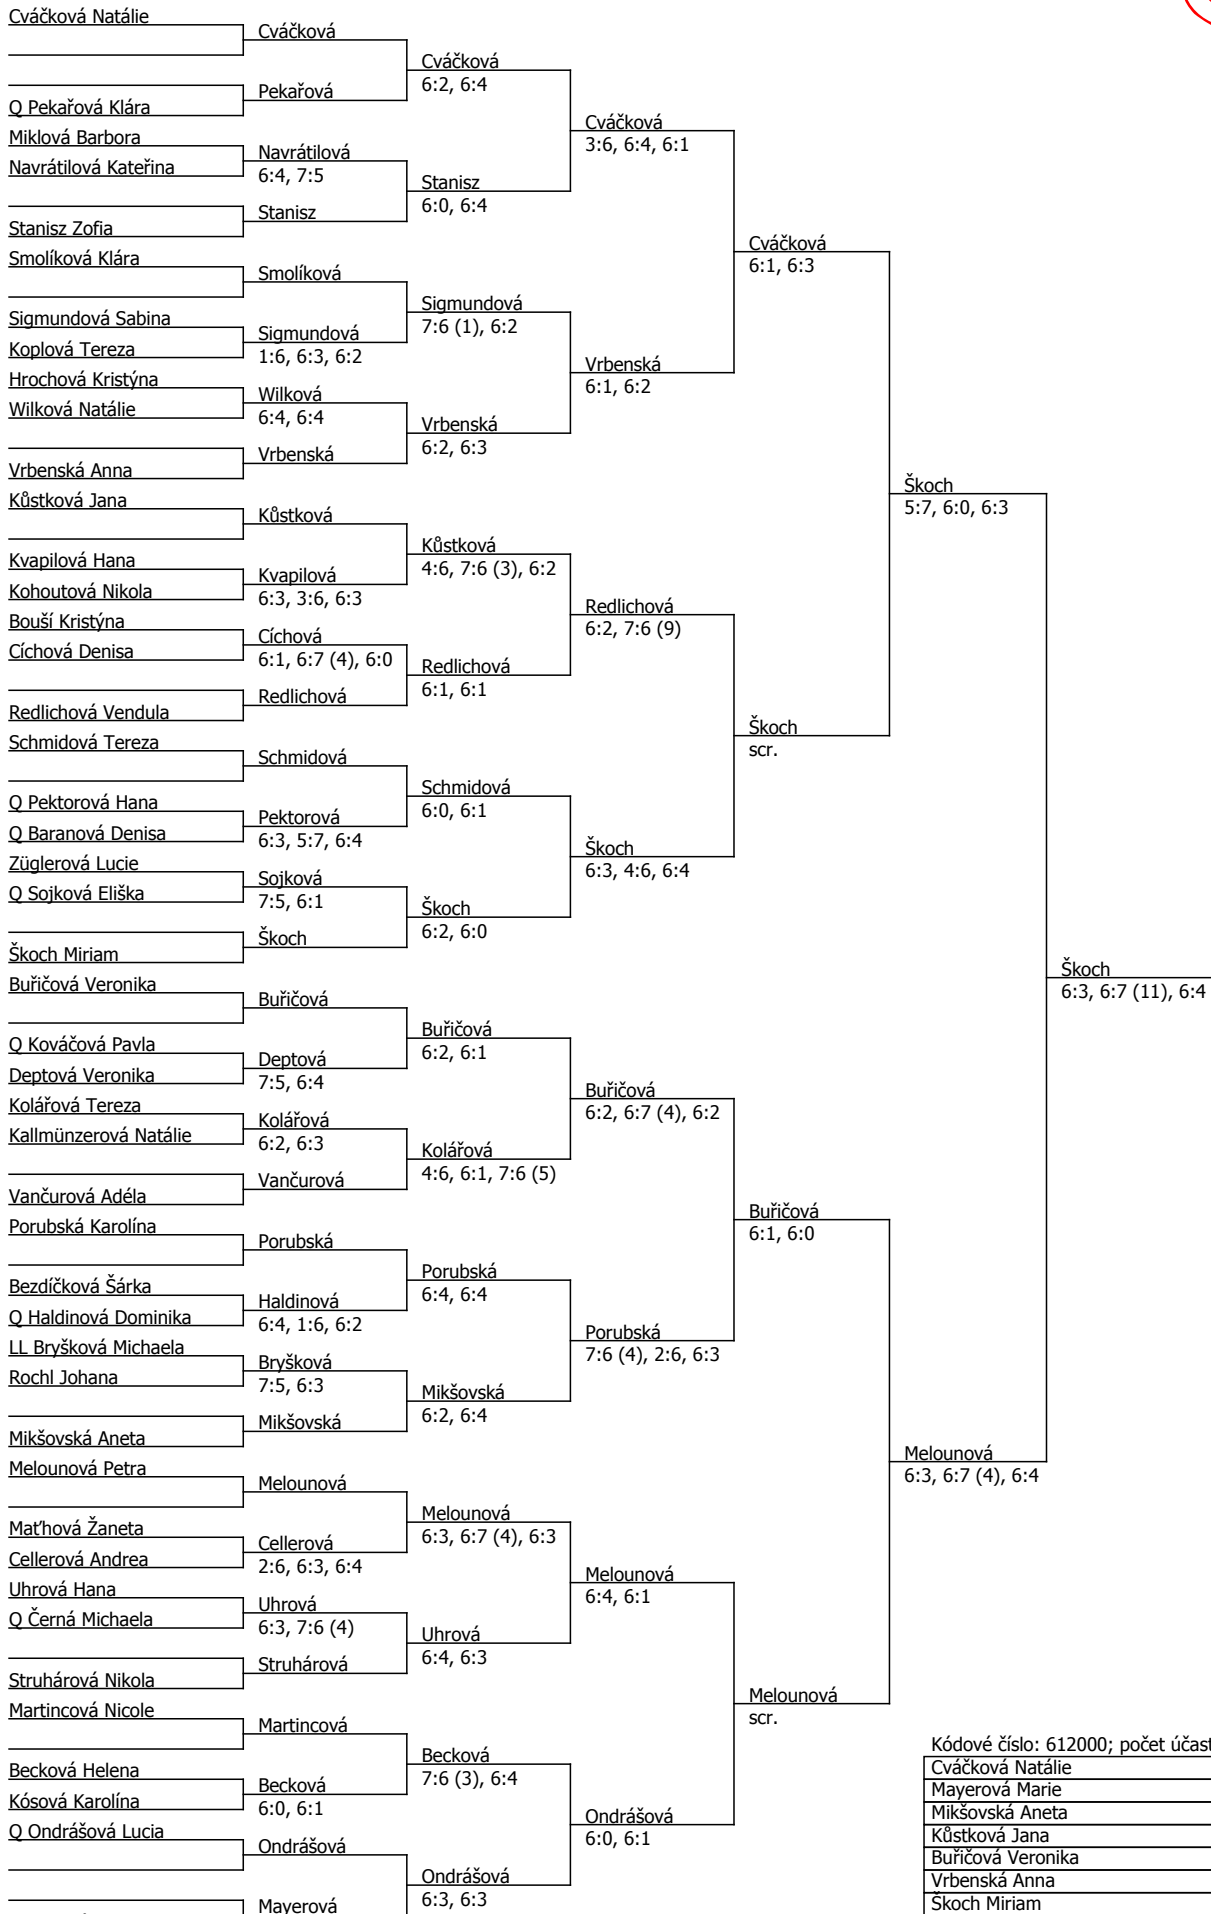 Cváčková Natálie
Q Pekařová Klára
Miklová Barbora
Navrátilová Kateřina
Stanisz Zofia
Smolíková Klára
Sigmundová Sabina
Koplová Tereza
Hrochová Kristýna
Wilková Natálie
Vrbenská Anna
Kůstková Jana
Kvapilová Hana
Kohoutová Nikola
Bouší Kristýna
Cíchová Denisa
Redlichová Vendula
Schmidová Tereza
Q Pektorová Hana
Q Baranová Denisa
Züglerová Lucie
Q Sojková Eliška
Škoch Miriam
Buřičová Veronika
Q Kováčová Pavla
Deptová Veronika
Kolářová Tereza
Kallmünzerová Natálie
Vančurová Adéla
Porubská Karolína
Bezdíčková Šárka
Q Haldinová Dominika
LL Bryšková Michaela
Rochl Johana
Mikšovská Aneta
Melounová Petra
Maťhová Žaneta
Cellerová Andrea
Uhrová Hana
Q Černá Michaela
Struhárová Nikola
Martincová Nicole
Becková Helena
Kósová Karolína
Q Ondrášová Lucia
Cváčková
Pekařová
Navrátilová
6:4, 7:5
Stanisz
Smolíková
Sigmundová
1:6, 6:3, 6:2
Wilková
6:4, 6:4
Vrbenská
Kůstková
Kvapilová
6:3, 3:6, 6:3
Cíchová
6:1, 6:7 (4), 6:0
Redlichová
Schmidová
Pektorová
6:3, 5:7, 6:4
Sojková
7:5, 6:1
Škoch
Buřičová
Deptová
7:5, 6:4
Kolářová
6:2, 6:3
Vančurová
Porubská
Haldinová
6:4, 1:6, 6:2
Bryšková
7:5, 6:3
Mikšovská
Melounová
Cellerová
2:6, 6:3, 6:4
Uhrová
6:3, 7:6 (4)
Struhárová
Martincová
Becková
6:0, 6:1
Ondrášová
Mayerová
Cváčková
6:2, 6:4
Stanisz
6:0, 6:4
Sigmundová
7:6 (1), 6:2
Vrbenská
6:2, 6:3
Kůstková
4:6, 7:6 (3), 6:2
Redlichová
6:1, 6:1
Schmidová
6:0, 6:1
Škoch
6:2, 6:0
Buřičová
6:2, 6:1
Kolářová
4:6, 6:1, 7:6 (5)
Porubská
6:4, 6:4
Mikšovská
6:2, 6:4
Melounová
6:3, 6:7 (4), 6:3
Uhrová
6:4, 6:3
Becková
7:6 (3), 6:4
Ondrášová
6:3, 6:3
Cváčková
3:6, 6:4, 6:1
Vrbenská
6:1, 6:2
Redlichová
6:2, 7:6 (9)
Škoch
6:3, 4:6, 6:4
Buřičová
6:2, 6:7 (4), 6:2
Porubská
7:6 (4), 2:6, 6:3
Melounová
6:4, 6:1
Ondrášová
6:0, 6:1
Cváčková
6:1, 6:3
Škoch
scr.
Buřičová
6:1, 6:0
Melounová
scr.
Škoch
5:7, 6:0, 6:3
Melounová
6:3, 6:7 (4), 6:4
Škoch
6:3, 6:7 (11), 6:4
Kódové číslo: 612000; počet účast
Cváčková Natálie
Mayerová Marie
Mikšovská Aneta
Kůstková Jana
Buřičová Veronika
Vrbenská Anna
Škoch Miriam